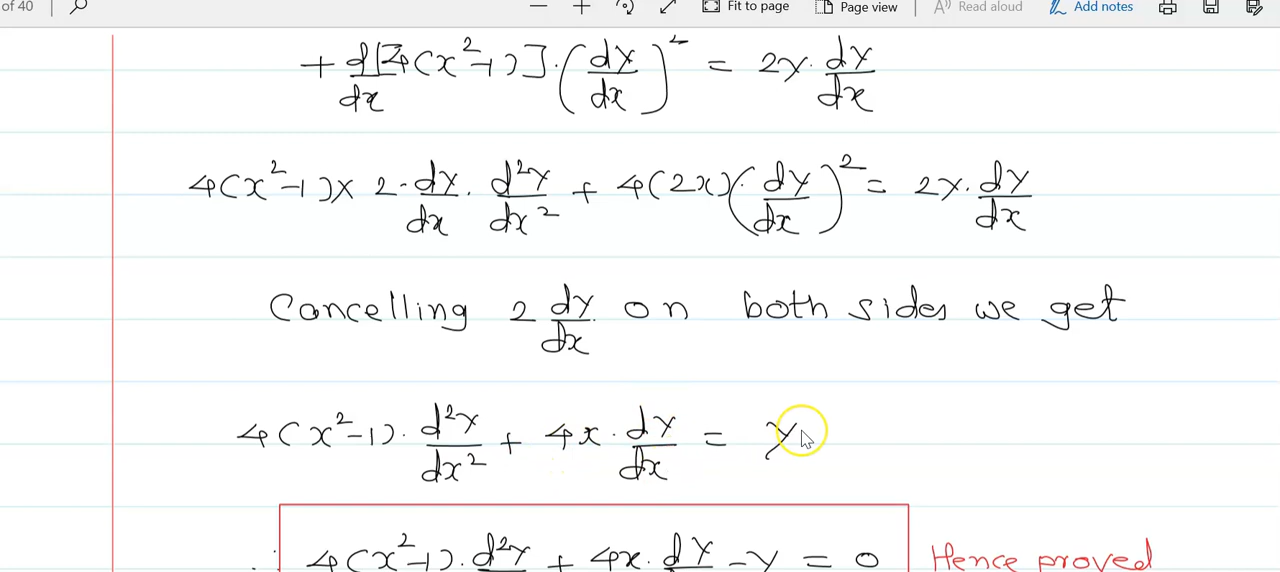 of 40 Fit to page Page view Read aloud Add notes
+ d/dx [4(x²-1)] · (dy/dx)² = 2y · dy/dx
4(x²-1) × 2 · dy/dx · d²y/dx² + 4(2x) · (dy/dx)² = 2y · dy/dx
Cancelling 2 dy/dx on both sides we get
4(x²-1) · d²y/dx² + 4x · dy/dx = y
∴ 4(x²-1) · d²y + 4x · dy - y = 0 Hence proved